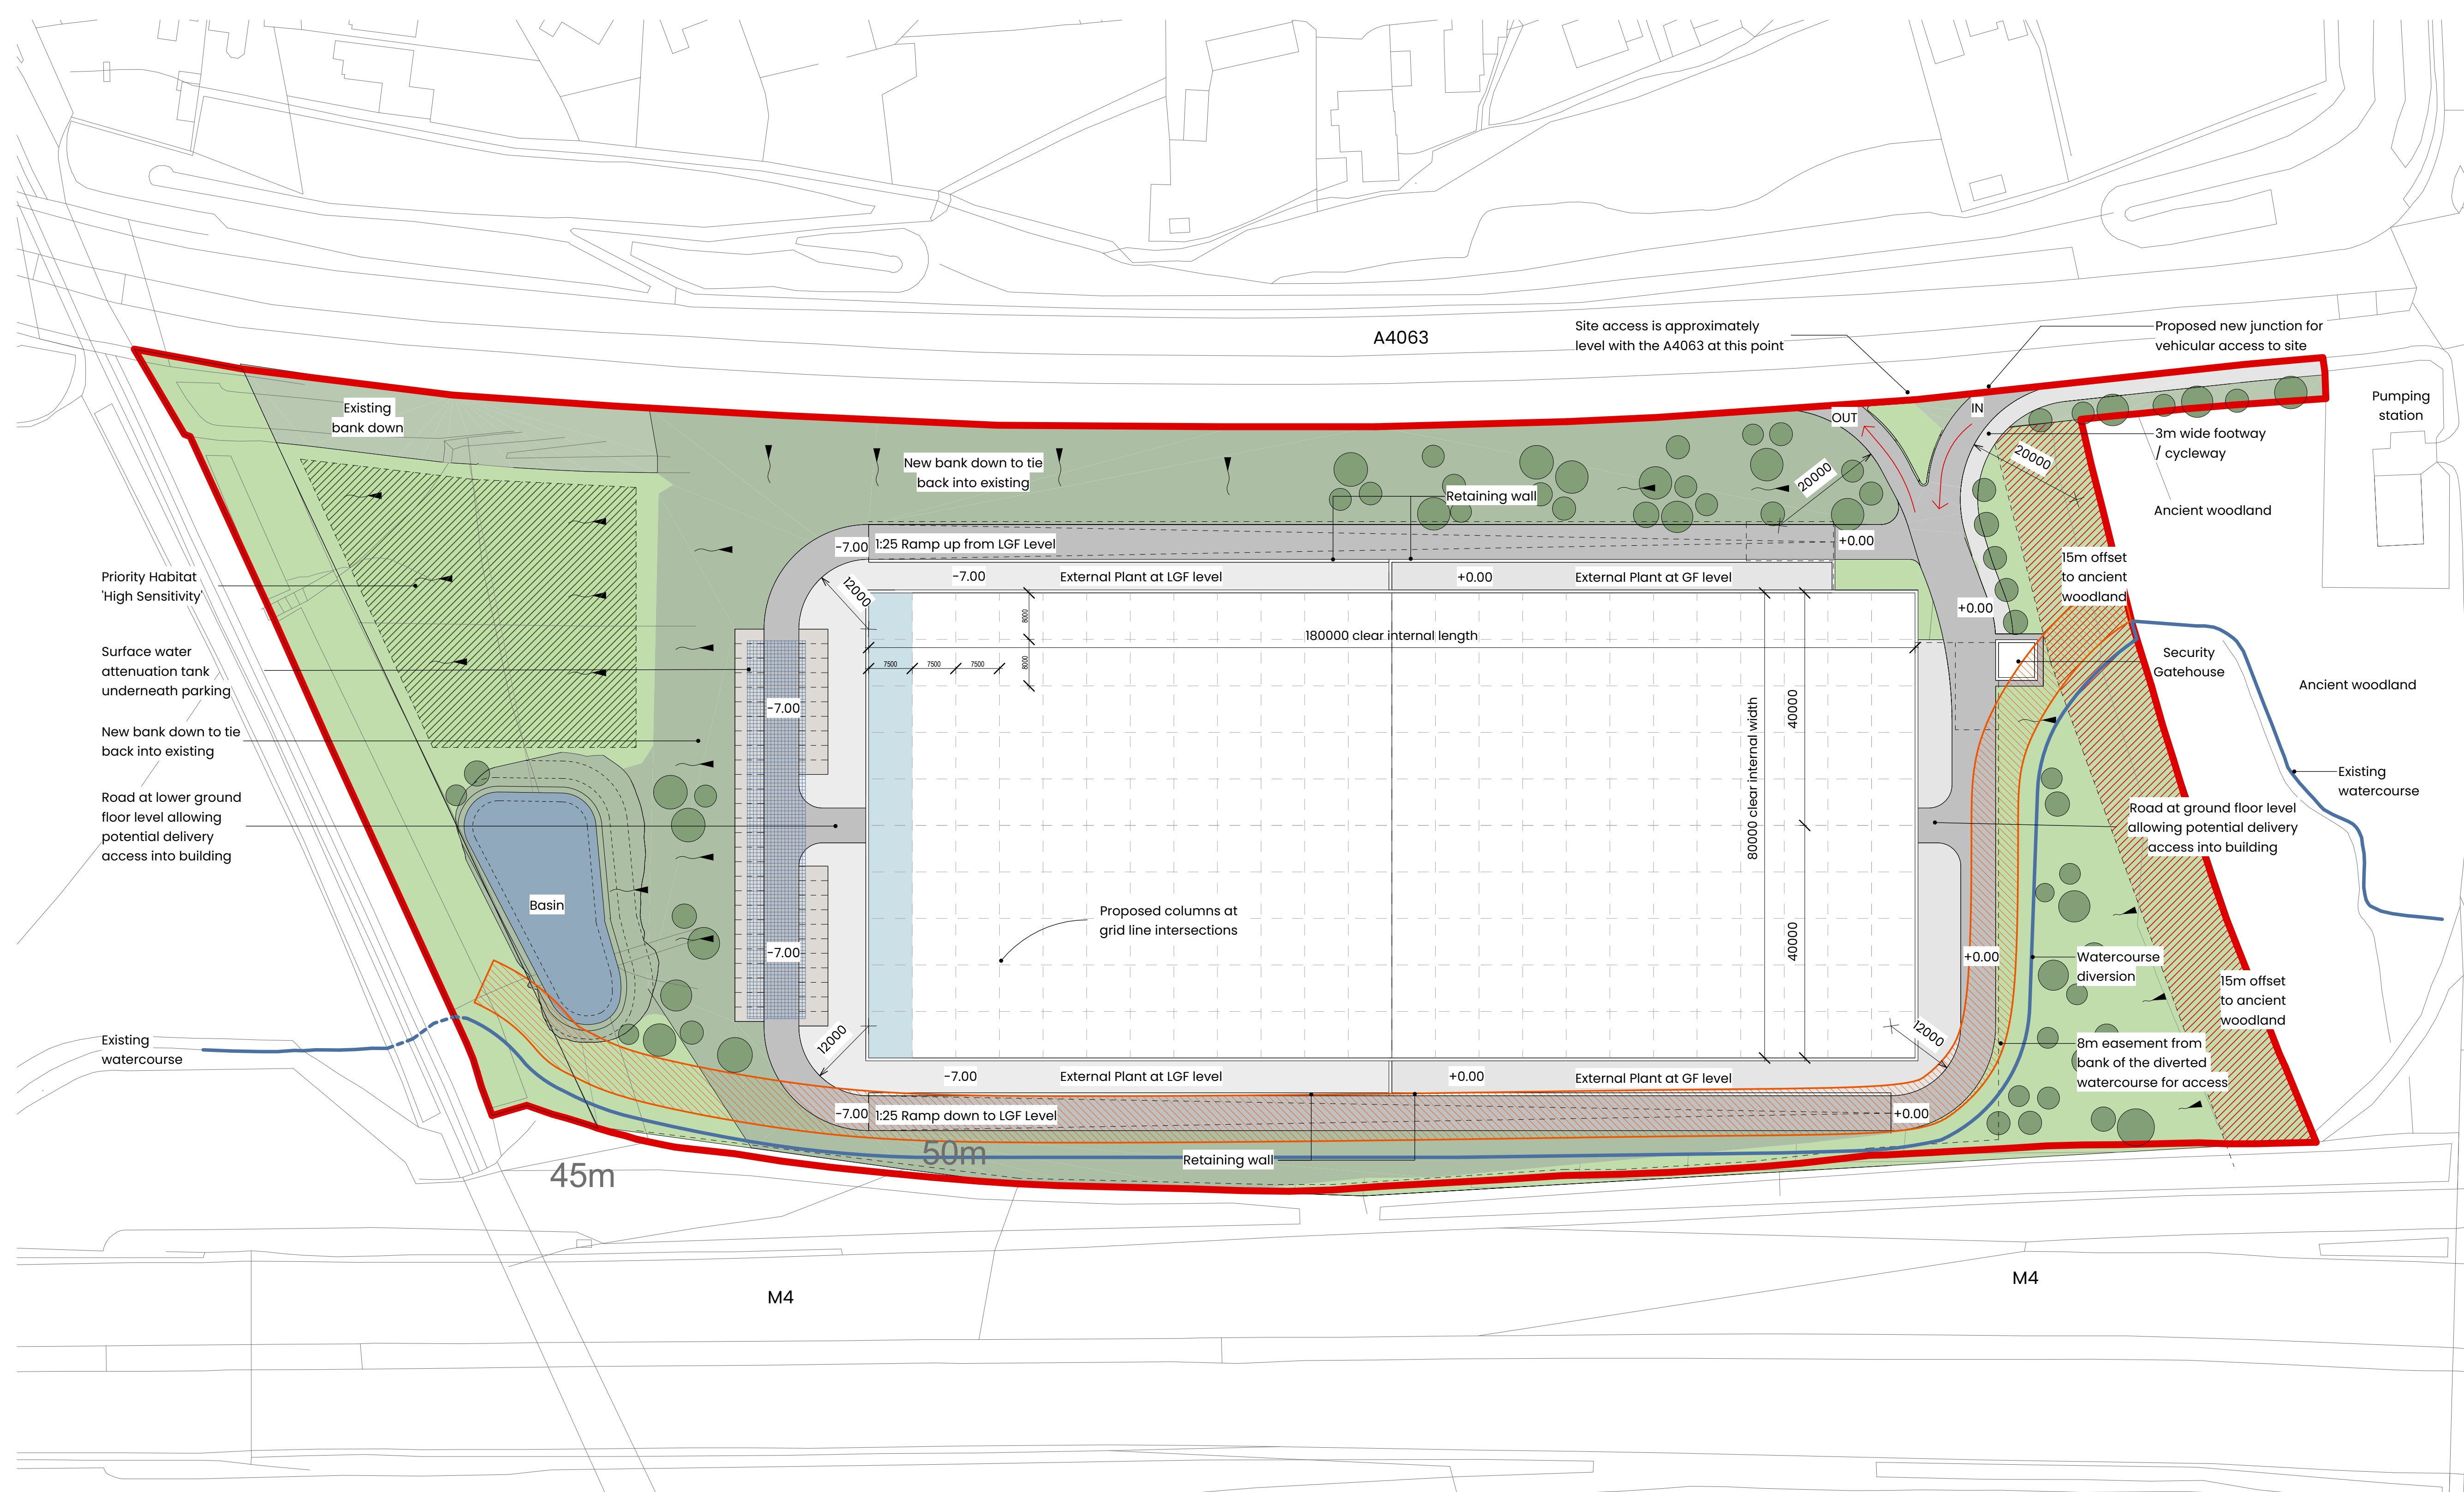 A4063
Site access is approximately
level with the A4063 at this point
Proposed new junction for
vehicular access to site
Pumping
station
Existing
bank down
OUT
IN
3m wide footway
/ cycleway
New bank down to tie
back into existing
Retaining wall
20000
20000
Ancient woodland
-7.00
1:25 Ramp up from LGF Level
+0.00
15m offset
to ancient
woodland
Priority Habitat
'High Sensitivity'
12000
-7.00
External Plant at LGF level
+0.00
External Plant at GF level
+0.00
8000
8000
180000 clear internal length
7500
7500
7500
Surface water
attenuation tank
underneath parking
Security
Gatehouse
Ancient woodland
-7.00
40000
80000 clear internal width
New bank down to tie
back into existing
Existing
watercourse
Road at lower ground
floor level allowing
potential delivery
access into building
Road at ground floor level
allowing potential delivery
access into building
Basin
Proposed columns at
grid line intersections
40000
-7.00
+0.00
Watercourse
diversion
15m offset
to ancient
woodland
Existing
watercourse
12000
12000
8m easement from
bank of the diverted
watercourse for access
-7.00
External Plant at LGF level
+0.00
External Plant at GF level
-7.00
1:25 Ramp down to LGF Level
+0.00
50m
45m
Retaining wall
M4
M4